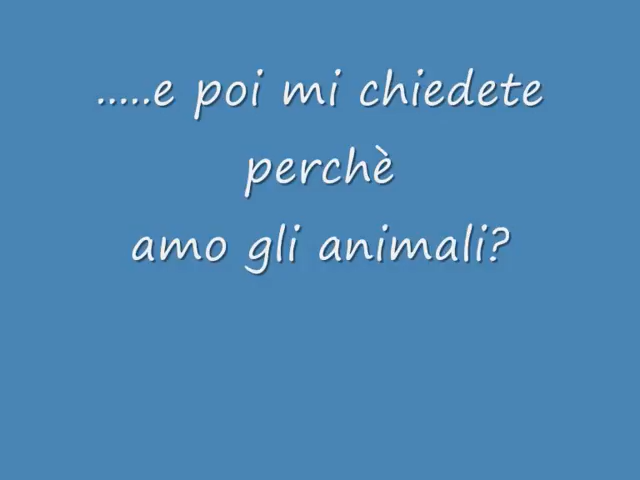 .....e poi mi chiedete
perchè
amo gli animali?